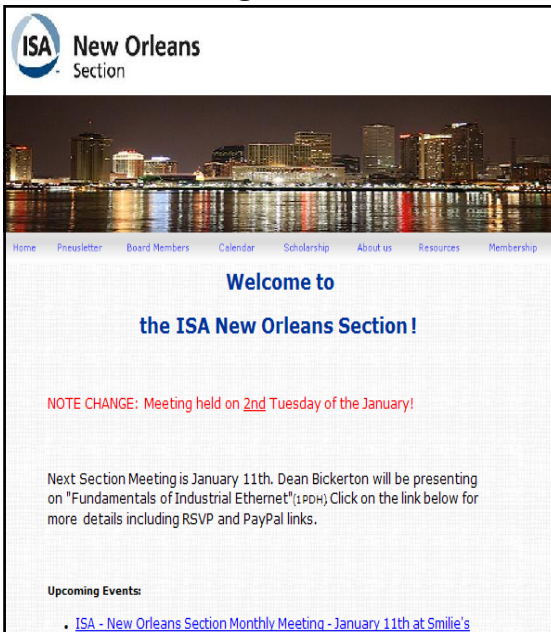 ISA New Orleans
Section
Home Pneusletter Board Members Calendar Scholarship About us Resources Membership
Welcome to
the ISA New Orleans Section!
NOTE CHANGE: Meeting held on 2nd Tuesday of the January!
Next Section Meeting is January 11th. Dean Bickerton will be presenting
on "Fundamentals of Industrial Ethernet"(1PDH) Click on the link below for
more details including RSVP and PayPal links.
Upcoming Events:
• ISA - New Orleans Section Monthly Meeting - January 11th at Smilie's